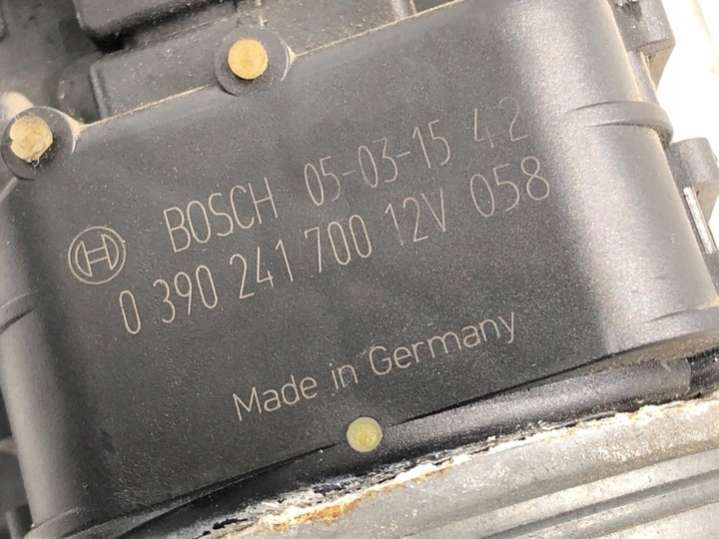 BOSCH 05-03-15 42
0 390 241 700 12V 058
Made in Germany